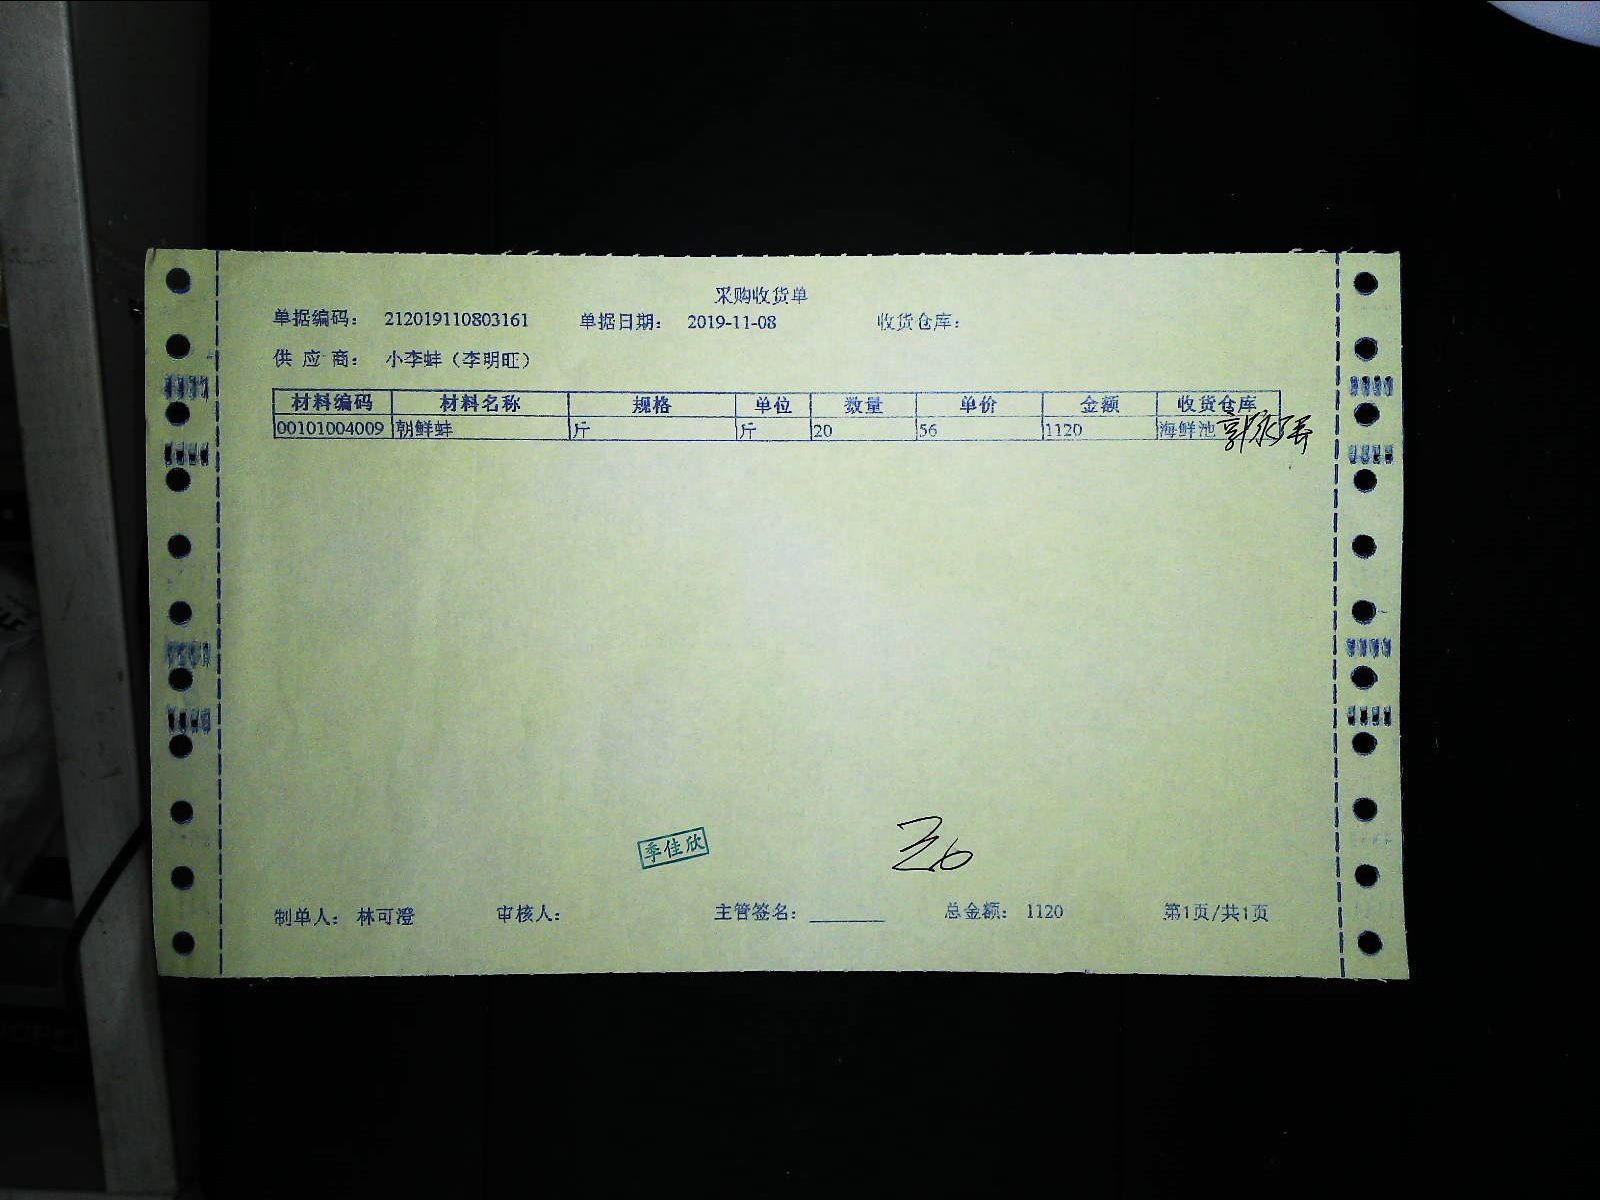 采购收货单
单据编码： 212019110803161 单据日期： 2019-11-08 收货仓库：
供 应 商： 小李蚌（李明旺）
材料编码 材料名称 规格 单位 数量 单价 金额 收货仓库
00101004009 朝鲜蚌 斤 斤 20 56 1120 海鲜池
季佳欣
制单人： 林可澄 审核人： 主管签名：________ 总金额： 1120 第1页/共1页